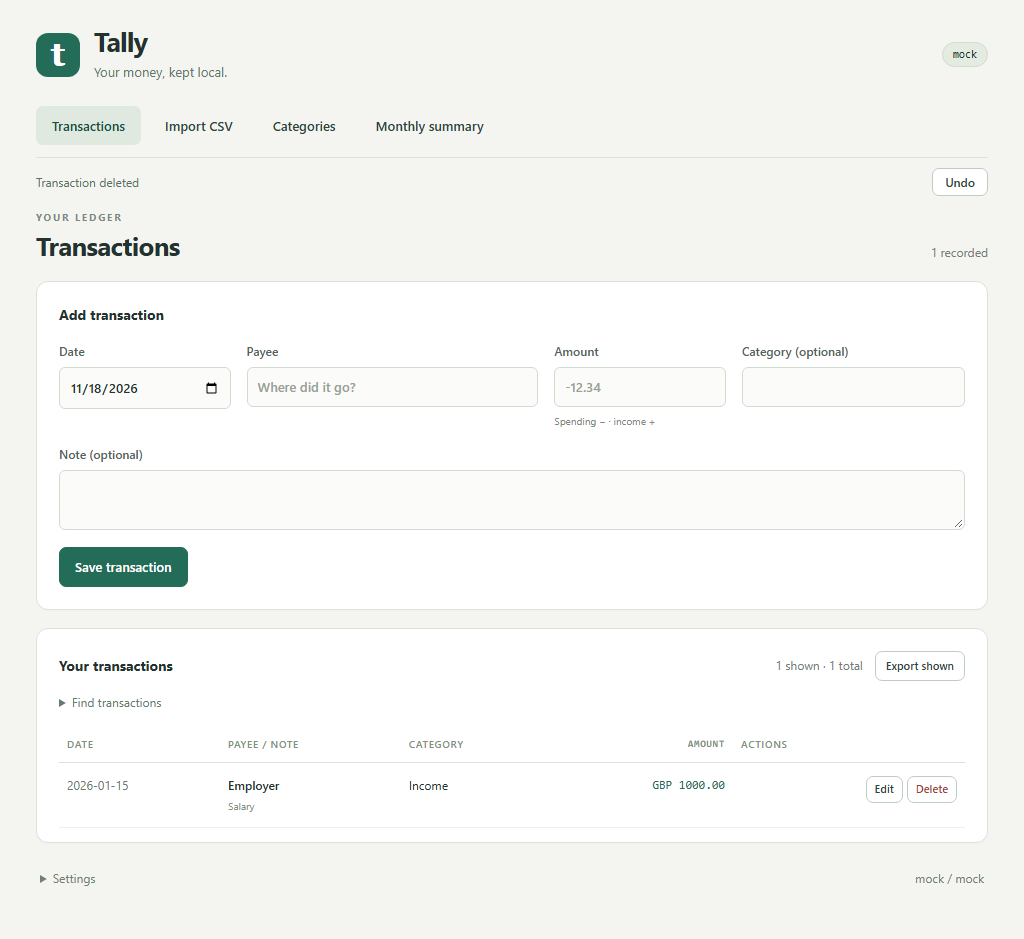 t
Tally
Your money, kept local.
mock
Transactions Import CSV Categories Monthly summary
Transaction deleted Undo
YOUR LEDGER
Transactions
1 recorded
Add transaction
Date Payee Amount Category (optional)
11/18/2026 Where did it go? -12.34
Spending − · income +
Note (optional)
Save transaction
Your transactions 1 shown · 1 total Export shown
Find transactions
DATE PAYEE / NOTE CATEGORY AMOUNT ACTIONS
2026-01-15 Employer Income GBP 1000.00 Edit Delete
Salary
Settings mock / mock